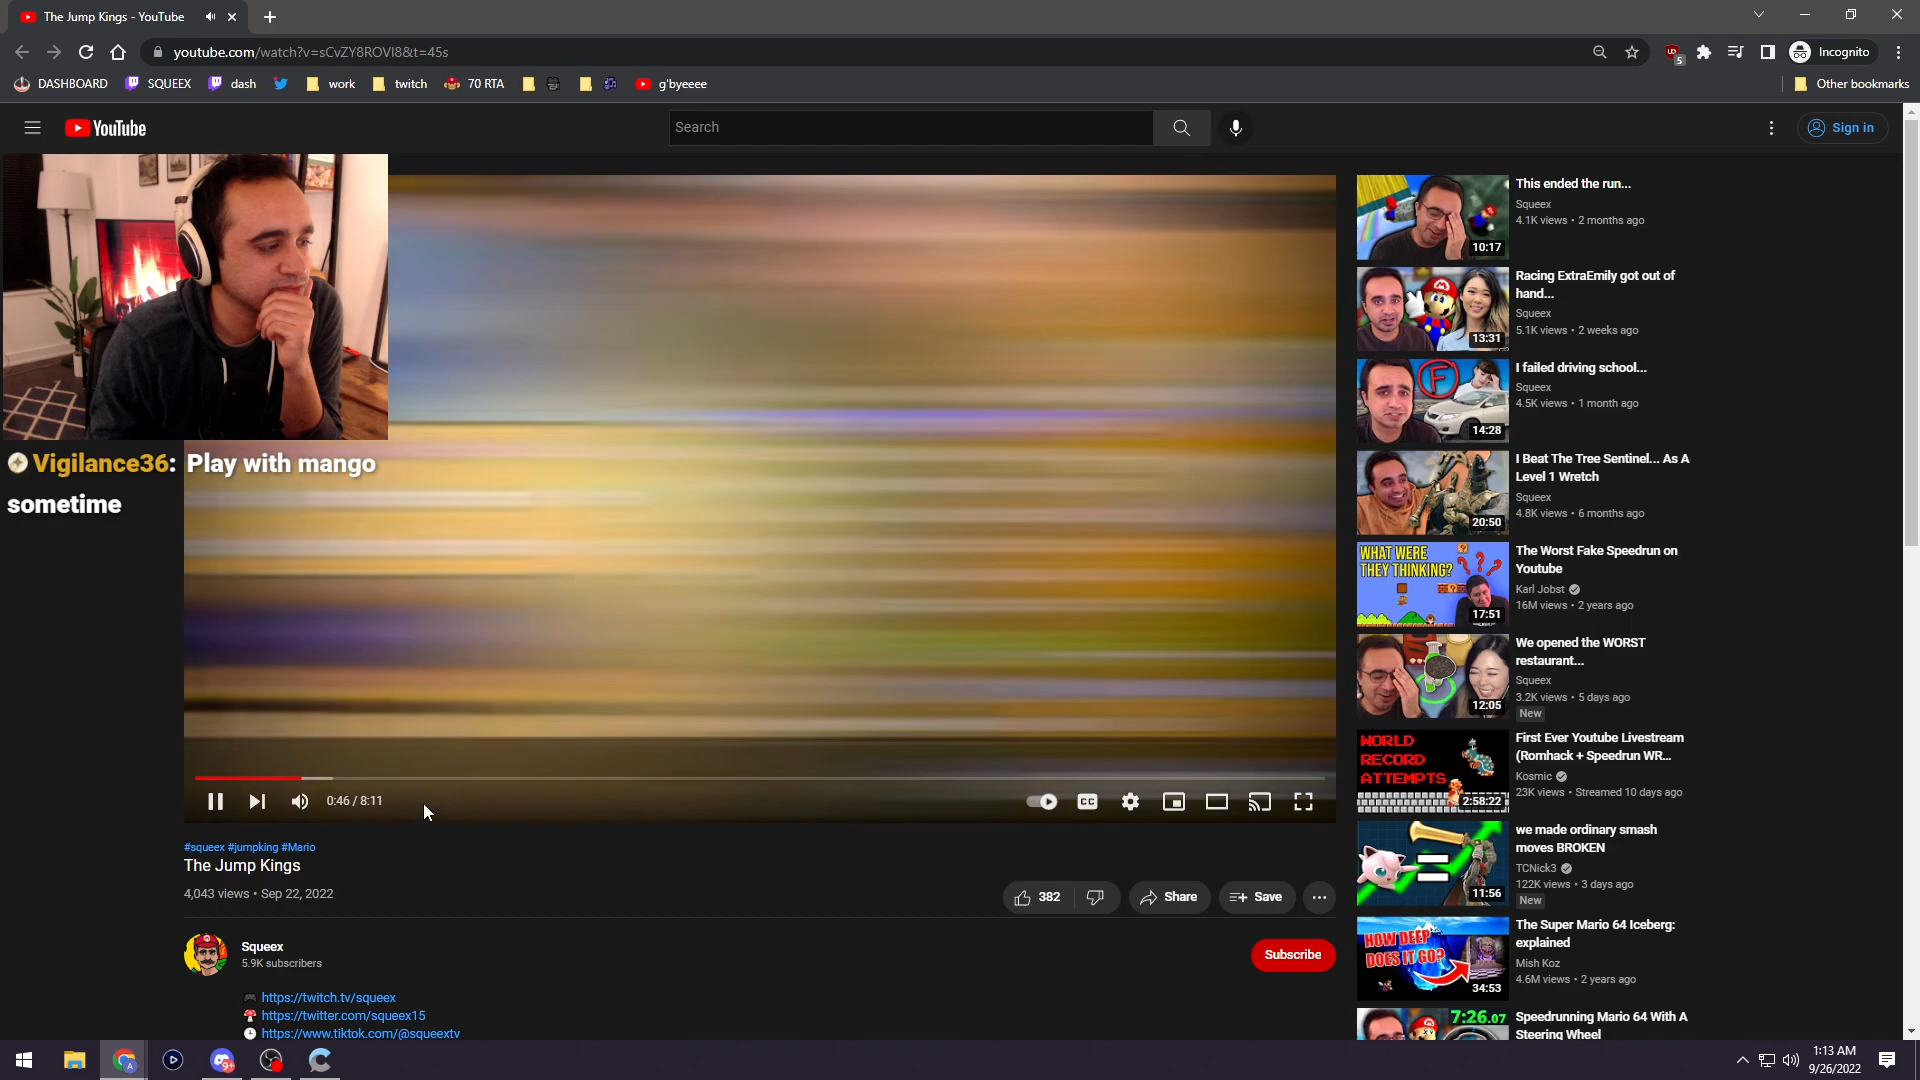 The Jump Kings - YouTube
youtube.com/watch?v=sCvZY8ROVI8&t=45s
5
Incognito
DASHBOARD
SQUEEX
dash
work
twitch
70 RTA
g'byeeee
Other bookmarks
YouTube
Search
Sign in
Vigilance36: Play with mango
sometime
0:46 / 8:11
CC
#squeex #jumpking #Mario
The Jump Kings
4,043 views • Sep 22, 2022
382
Share
Save
Squeex
5.9K subscribers
Subscribe
https://twitch.tv/squeex
https://twitter.com/squeex15
https://www.tiktok.com/@squeextv
10:17
This ended the run...
Squeex
4.1K views • 2 months ago
13:31
Racing ExtraEmily got out of
hand...
Squeex
5.1K views • 2 weeks ago
F
14:28
I failed driving school...
Squeex
4.5K views • 1 month ago
20:50
I Beat The Tree Sentinel... As A
Level 1 Wretch
Squeex
4.8K views • 6 months ago
WHAT WERE
THEY THINKING?
17:51
The Worst Fake Speedrun on
Youtube
Karl Jobst
16M views • 2 years ago
12:05
We opened the WORST
restaurant...
Squeex
3.2K views • 5 days ago
New
WORLD
RECORD
ATTEMPTS
2:58:22
First Ever Youtube Livestream
(Romhack + Speedrun WR...
Kosmic
23K views • Streamed 10 days ago
11:56
we made ordinary smash
moves BROKEN
TCNick3
122K views • 3 days ago
New
HOW DEEP
DOES IT GO?
34:53
The Super Mario 64 Iceberg:
explained
Mish Koz
4.6M views • 2 years ago
7:26.07
Speedrunning Mario 64 With A
Steering Wheel
A
9+
1:13 AM
9/26/2022